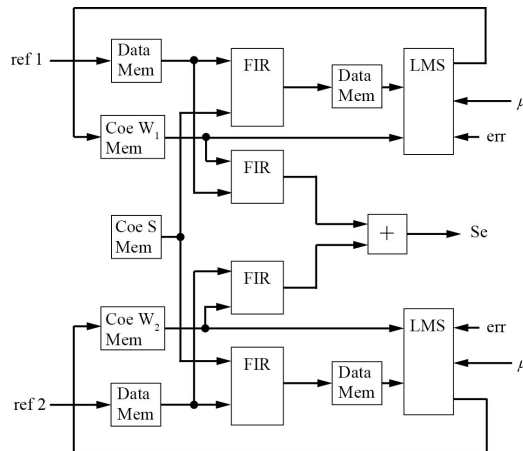 ref 1
Data
Mem
FIR
Data
Mem
LMS
μ
Coe W1
Mem
err
FIR
Coe S
Mem
+
Se
FIR
Coe W2
Mem
LMS
err
FIR
Data
Mem
μ
ref 2
Data
Mem